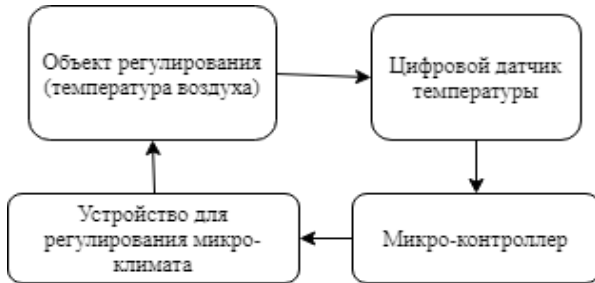 Объект регулирования
(температура воздуха)
Цифровой датчик
температуры
Устройство для
регулирования микро-
климата
Микро-контроллер